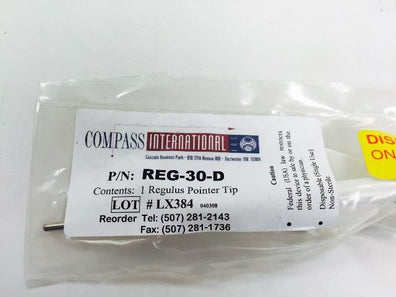 COMPASS INTERNATIONAL
P/N: REG-30-D
Contents: 1 Regulus Pointer Tip
LOT # LX384 040308
Reorder Tel: (507) 281-2143
Fax: (507) 281-1736
Caution
Federal (USA) law restricts
this device to sale by or on the
order of a physician.
Disposable (Single Use)
Non-Sterile
DIS
ON